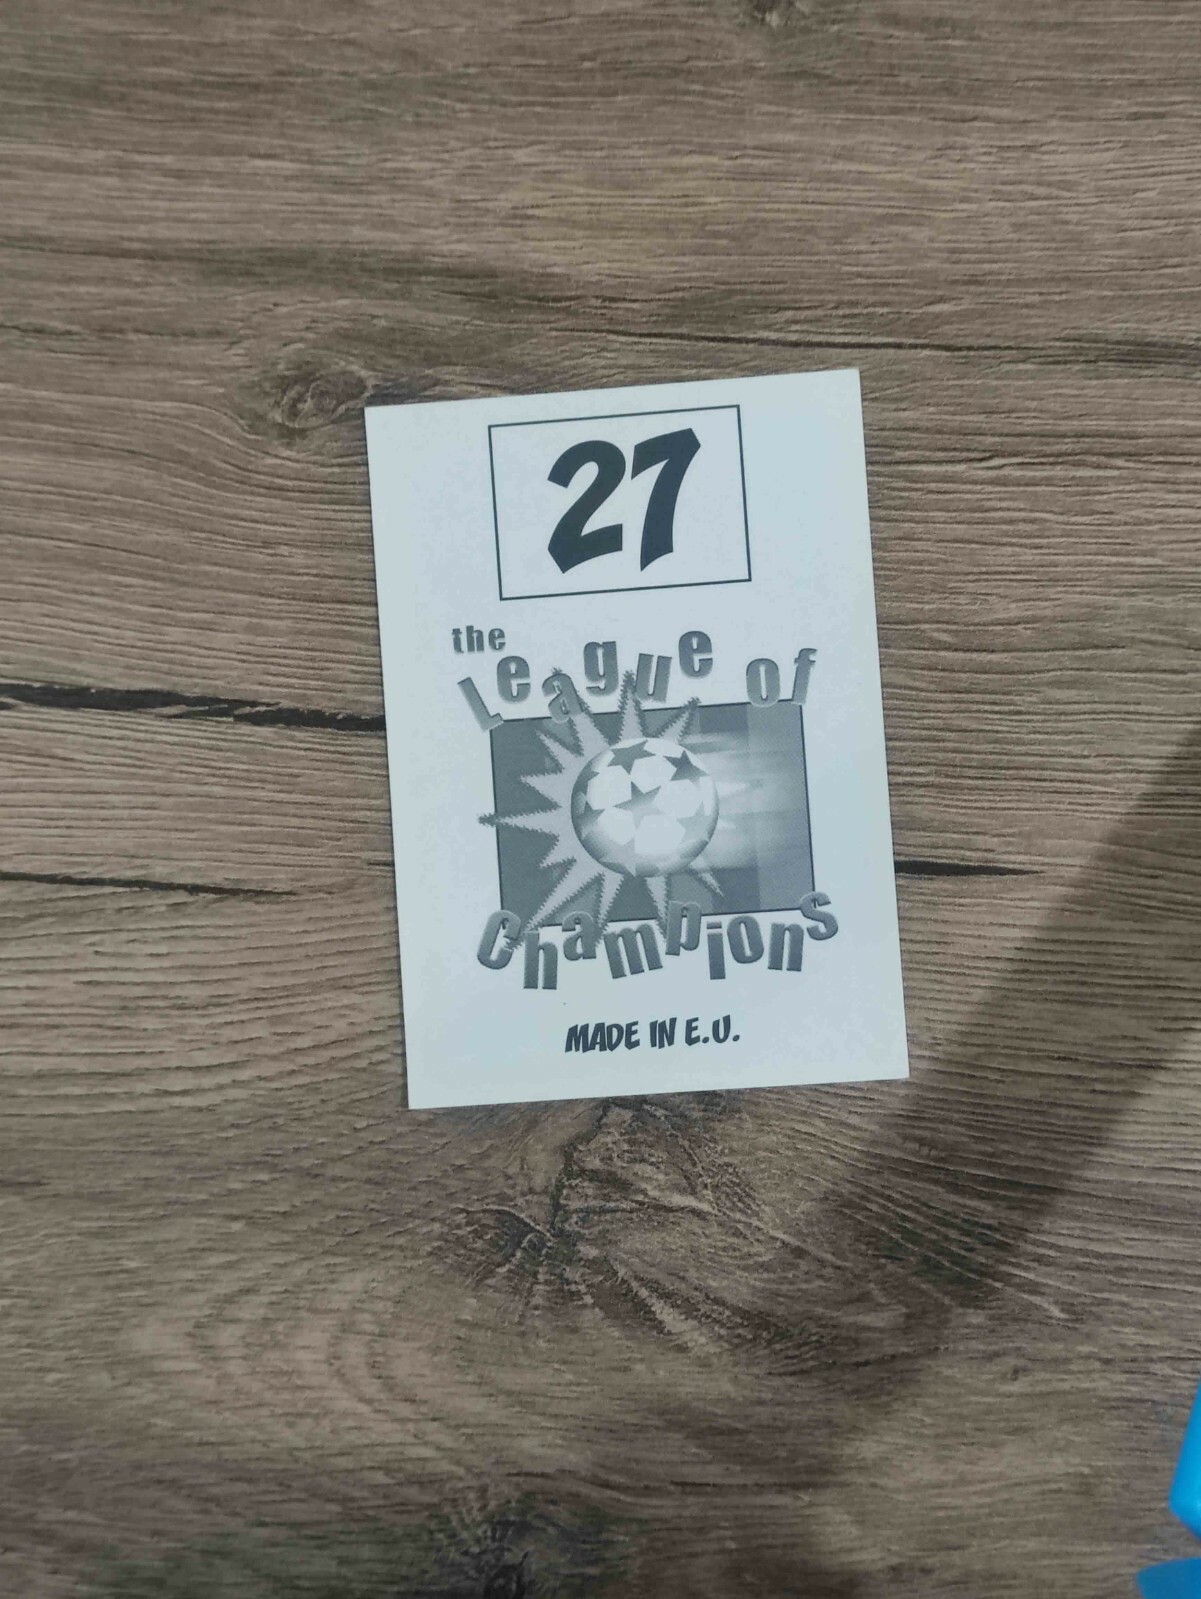 27
the
League of
Champions
MADE IN E.U.